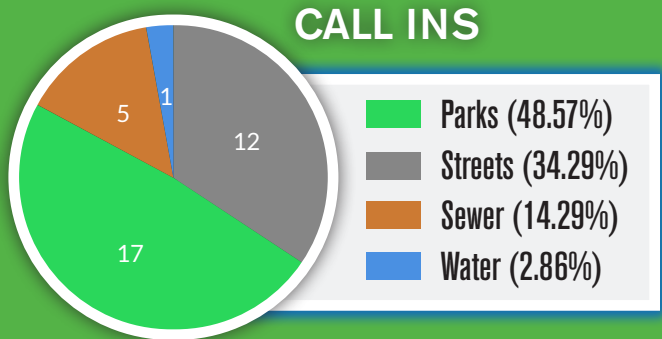 CALL INS
1
5
12
17
Parks (48.57%)
Streets (34.29%)
Sewer (14.29%)
Water (2.86%)